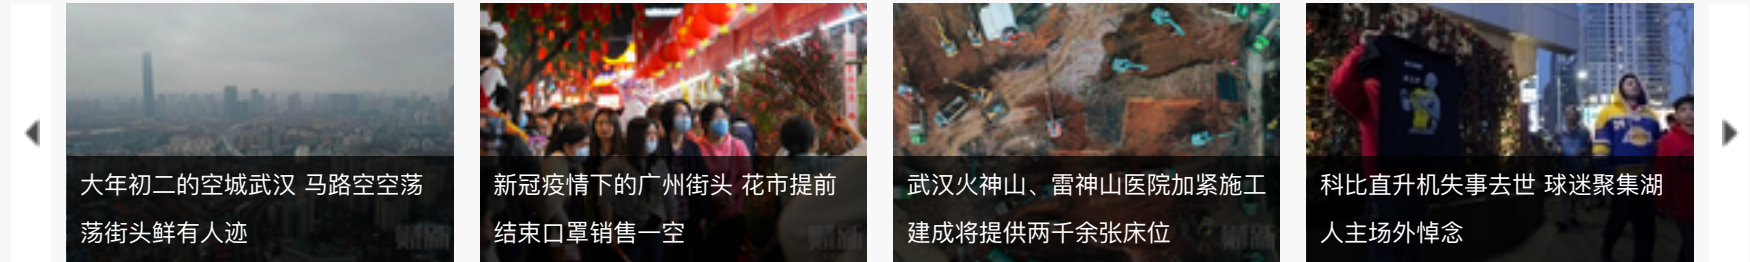 大年初二的空城武汉 马路空空荡
荡街头鲜有人迹
新冠疫情下的广州街头 花市提前
结束口罩销售一空
武汉火神山、雷神山医院加紧施工
建成将提供两千余张床位
科比直升机失事去世 球迷聚集湖
人主场外悼念